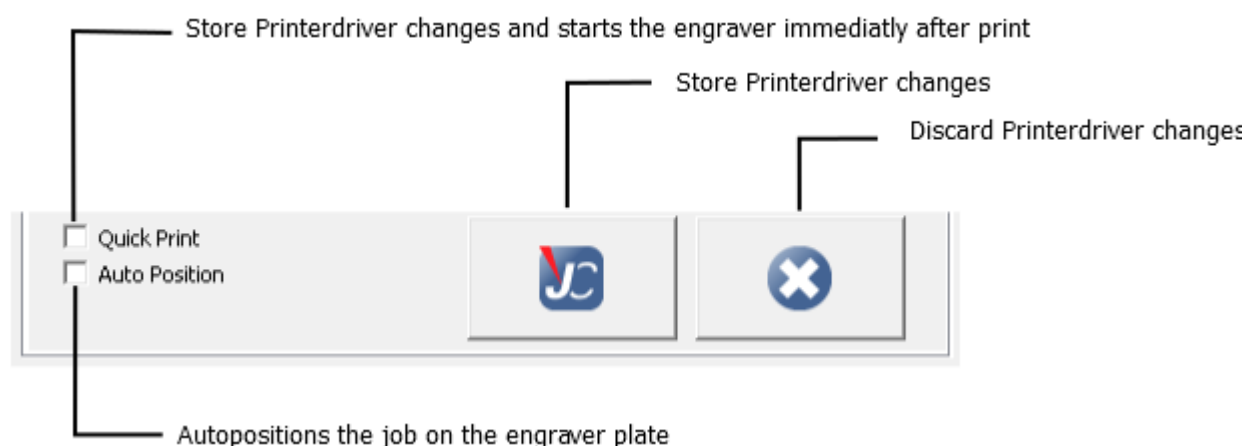 Store Printerdriver changes and starts the engraver immediatly after print
Store Printerdriver changes
Discard Printerdriver changes
Quick Print
Auto Position
JC
Autopositions the job on the engraver plate